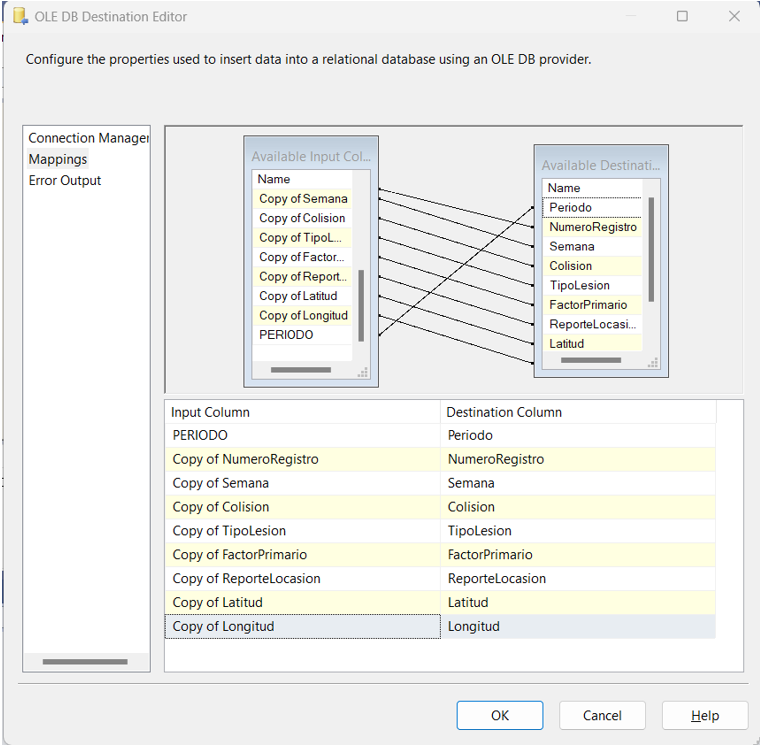 OLE DB Destination Editor
Configure the properties used to insert data into a relational database using an OLE DB provider.
Connection Manager
Mappings
Error Output
Available Input Col...
Name
Copy of Semana
Copy of Colision
Copy of TipoL...
Copy of Factor...
Copy of Report...
Copy of Latitud
Copy of Longitud
PERIODO
Available Destinati...
Name
Periodo
NumeroRegistro
Semana
Colision
TipoLesion
FactorPrimario
ReporteLocasi...
Latitud
Input Column Destination Column
PERIODO Periodo
Copy of NumeroRegistro NumeroRegistro
Copy of Semana Semana
Copy of Colision Colision
Copy of TipoLesion TipoLesion
Copy of FactorPrimario FactorPrimario
Copy of ReporteLocasion ReporteLocasion
Copy of Latitud Latitud
Copy of Longitud Longitud
OK Cancel Help